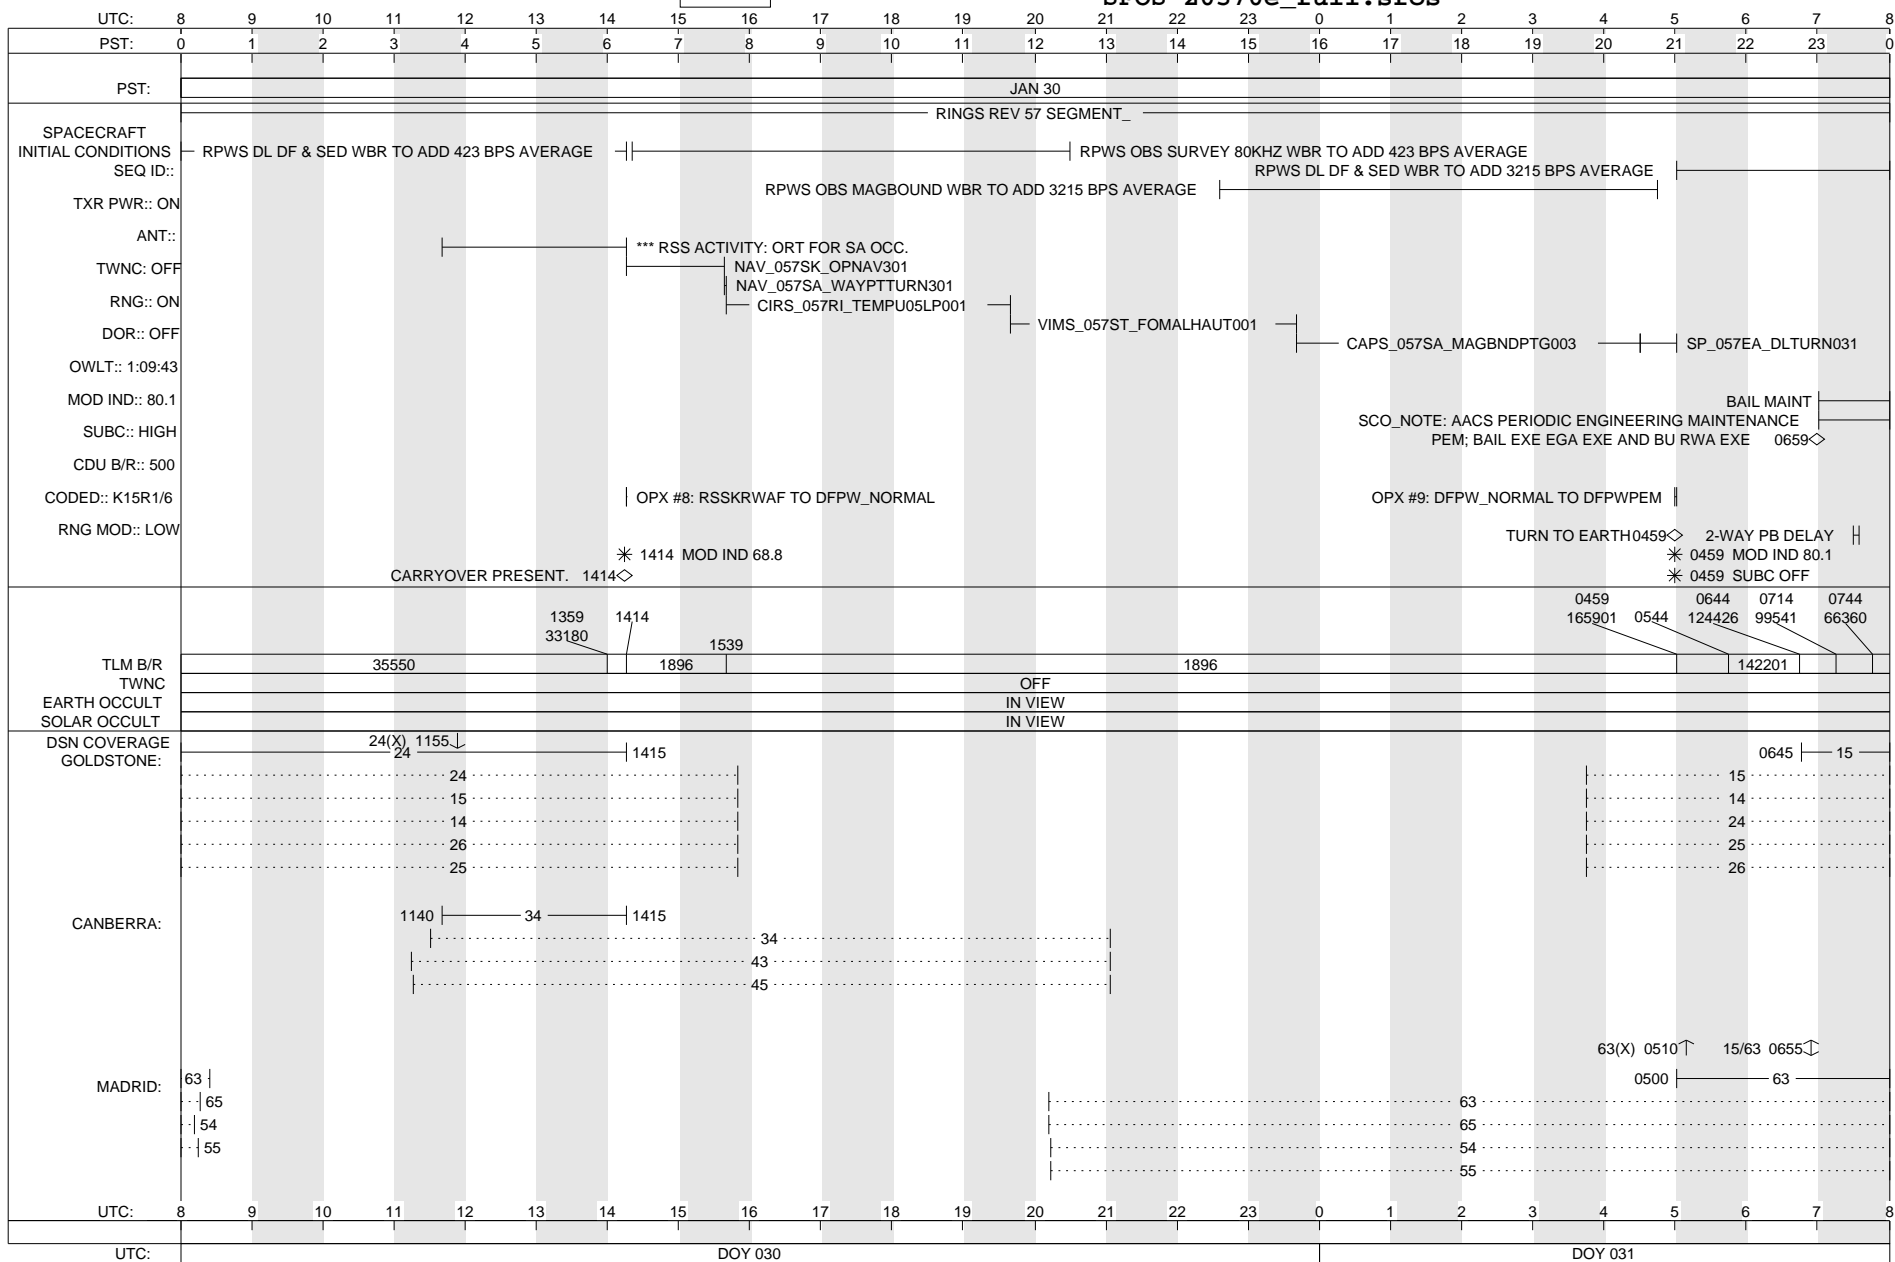 UTC: 8 9 10 11 12 13 14 15 16 17 18 19 20 21 22 23 0 1 2 3 4 5 6 7 8
PST: 0 1 2 3 4 5 6 7 8 9 10 11 12 13 14 15 16 17 18 19 20 21 22 23 0
PST: JAN 30
RINGS REV 57 SEGMENT_
SPACECRAFT
INITIAL CONDITIONS RPWS DL DF & SED WBR TO ADD 423 BPS AVERAGE RPWS OBS SURVEY 80KHZ WBR TO ADD 423 BPS AVERAGE
SEQ ID:: RPWS DL DF & SED WBR TO ADD 3215 BPS AVERAGE
RPWS OBS MAGBOUND WBR TO ADD 3215 BPS AVERAGE
TXR PWR:: ON
ANT::
*** RSS ACTIVITY: ORT FOR SA OCC.
TWNC: OFF NAV_057SK_OPNAV301
NAV_057SA_WAYPTTURN301
RNG:: ON CIRS_057RI_TEMPU05LP001
VIMS_057ST_FOMALHAUT001
DOR:: OFF
CAPS_057SA_MAGBNDPTG003 SP_057EA_DLTURN031
OWLT:: 1:09:43
MOD IND:: 80.1 BAIL MAINT
SCO_NOTE: AACS PERIODIC ENGINEERING MAINTENANCE
SUBC:: HIGH PEM; BAIL EXE EGA EXE AND BU RWA EXE 0659
CDU B/R:: 500
CODED:: K15R1/6 OPX #8: RSSKRWAF TO DFPW_NORMAL OPX #9: DFPW_NORMAL TO DFPWPEM
RNG MOD:: LOW TURN TO EARTH 0459 2-WAY PB DELAY
1414 MOD IND 68.8 0459 MOD IND 80.1
CARRYOVER PRESENT. 1414 0459 SUBC OFF
0459 0644 0714 0744
1359 1414 165901 0544 124426 99541 66360
33180
1539
TLM B/R 35550 1896 1896 142201
TWNC OFF
EARTH OCCULT IN VIEW
SOLAR OCCULT IN VIEW
DSN COVERAGE 24(X) 1155
GOLDSTONE: 24 1415 0645 15
24 15
15 14
14 24
26 25
25 26
CANBERRA: 1140 34 1415
34
43
45
63(X) 0510 15/63 0655
MADRID: 63 0500 63
65 63
54 65
55 54
55
UTC: 8 9 10 11 12 13 14 15 16 17 18 19 20 21 22 23 0 1 2 3 4 5 6 7 8
UTC: DOY 030 DOY 031